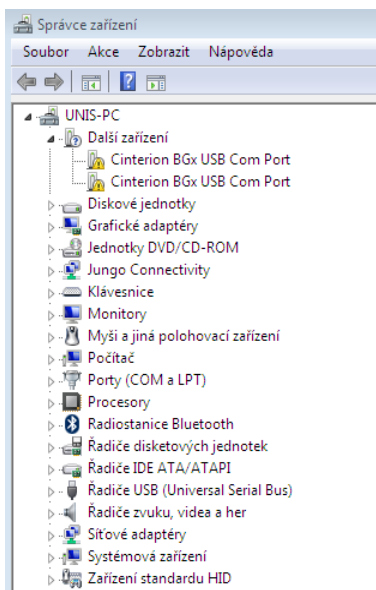 Správce zařízení
Soubor Akce Zobrazit Nápověda
UNIS-PC
Další zařízení
Cinterion BGx USB Com Port
Cinterion BGx USB Com Port
Diskové jednotky
Grafické adaptéry
Jednotky DVD/CD-ROM
Jungo Connectivity
Klávesnice
Monitory
Myši a jiná polohovací zařízení
Počítač
Porty (COM a LPT)
Procesory
Radiostanice Bluetooth
Řadiče disketových jednotek
Řadiče IDE ATA/ATAPI
Řadiče USB (Universal Serial Bus)
Řadiče zvuku, videa a her
Síťové adaptéry
Systémová zařízení
Zařízení standardu HID